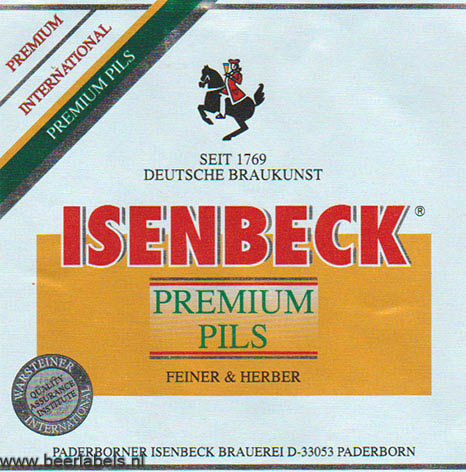 PREMIUM
INTERNATIONAL
PREMIUM PILS
SEIT 1769
DEUTSCHE BRAUKUNST
ISENBECK®
PREMIUM
PILS
FEINER & HERBER
WARSTEINER
QUALITY
ASSURANCE
INSTITUTE
INTERNATIONAL
PADERBORNER ISENBECK BRAUEREI D-33053 PADERBORN
www.beerlabels.nl